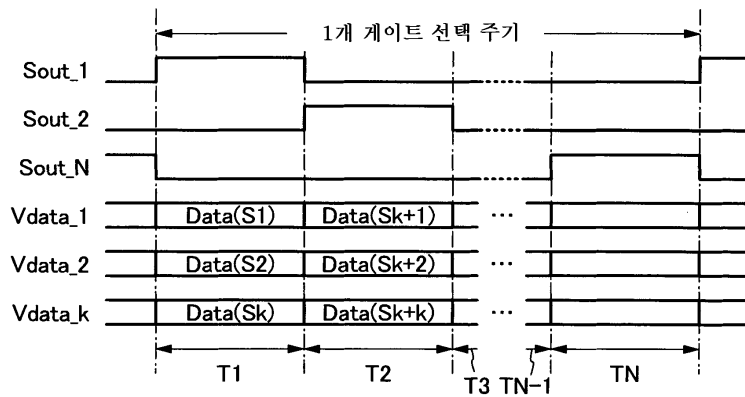 1개 게이트 선택 주기
Sout_1
Sout_2
Sout_N
Vdata_1 Data(S1) Data(Sk+1) ...
Vdata_2 Data(S2) Data(Sk+2) ...
Vdata_k Data(Sk) Data(Sk+k) ...
T1 T2 T3 TN-1 TN